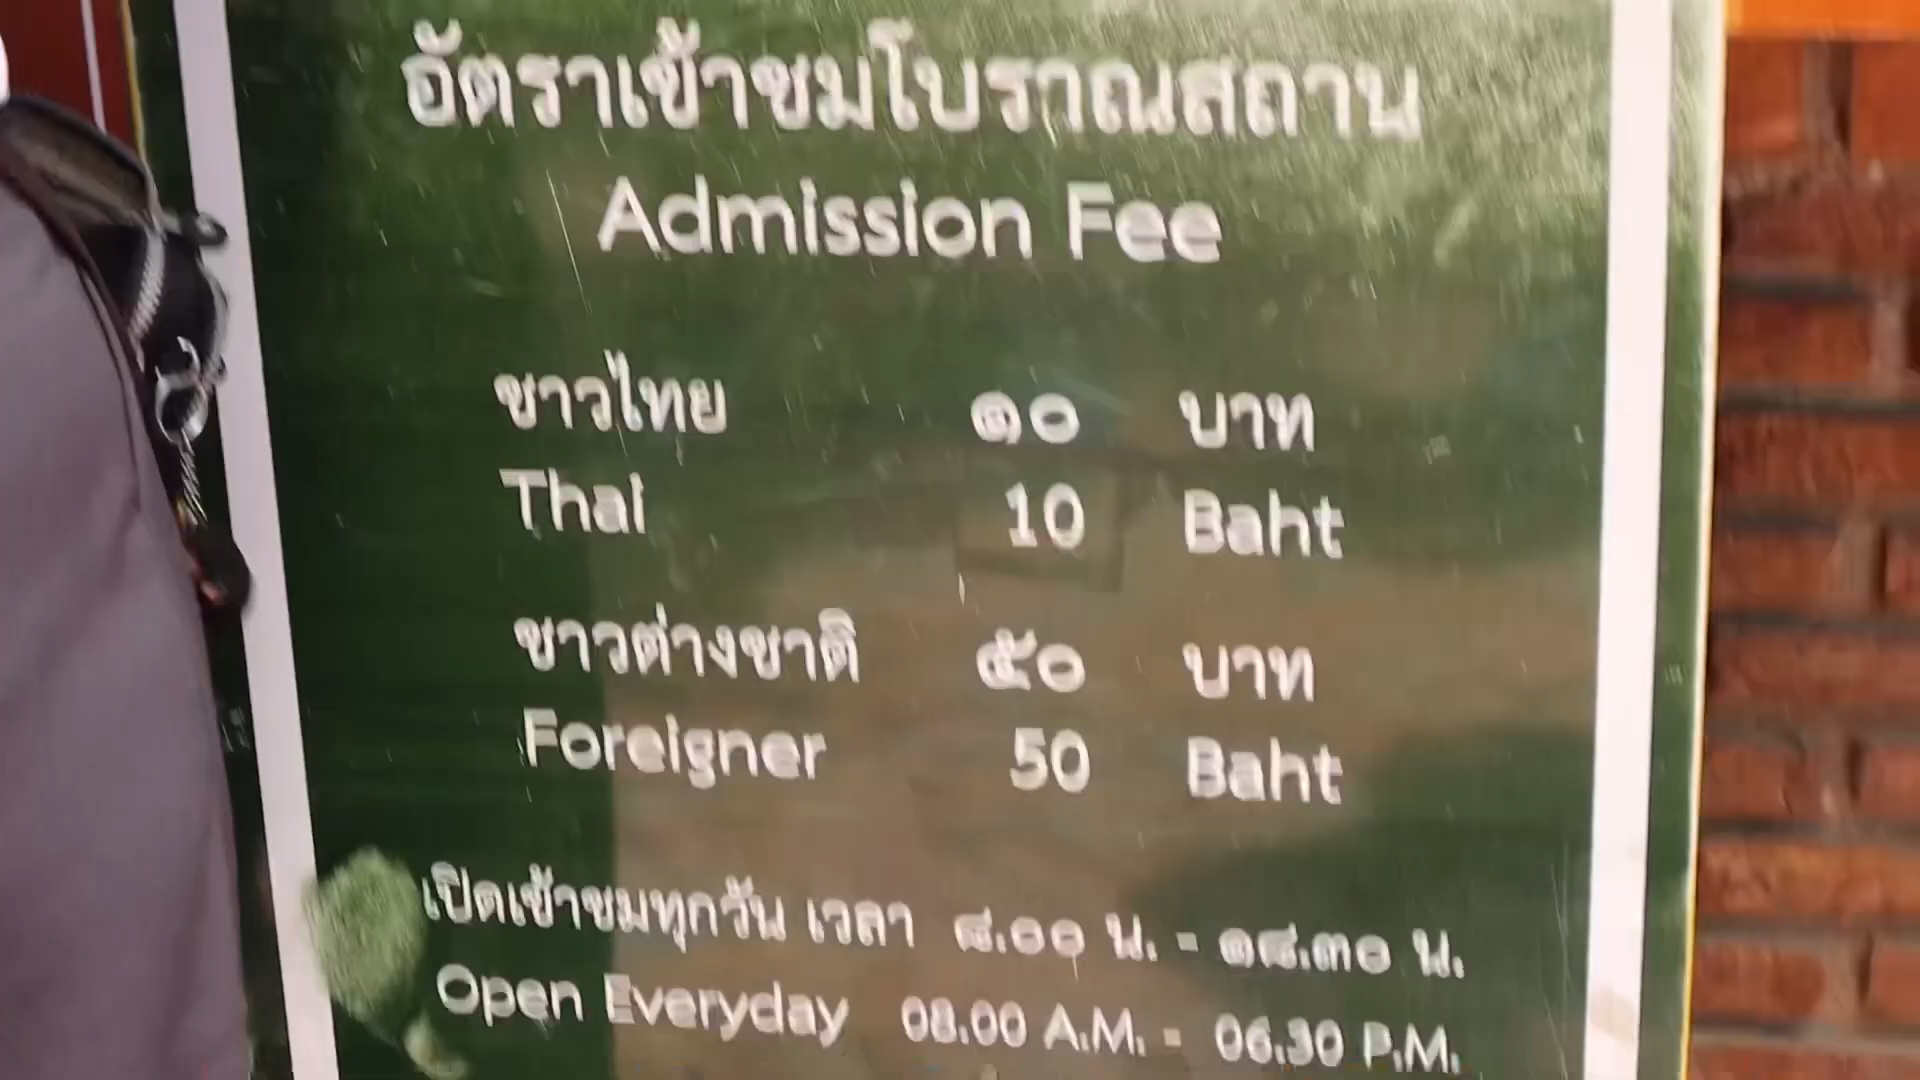 อัตราเข้าชมโบราณสถาน
Admission Fee
ชาวไทย ๑๐ บาท
Thai 10 Baht
ชาวต่างชาติ ๕๐ บาท
Foreigner 50 Baht
เปิดเข้าชมทุกวัน เวลา ๘.๐๐ น. - ๑๘.๓๐ น.
Open Everyday 08.00 A.M. - 06.30 P.M.